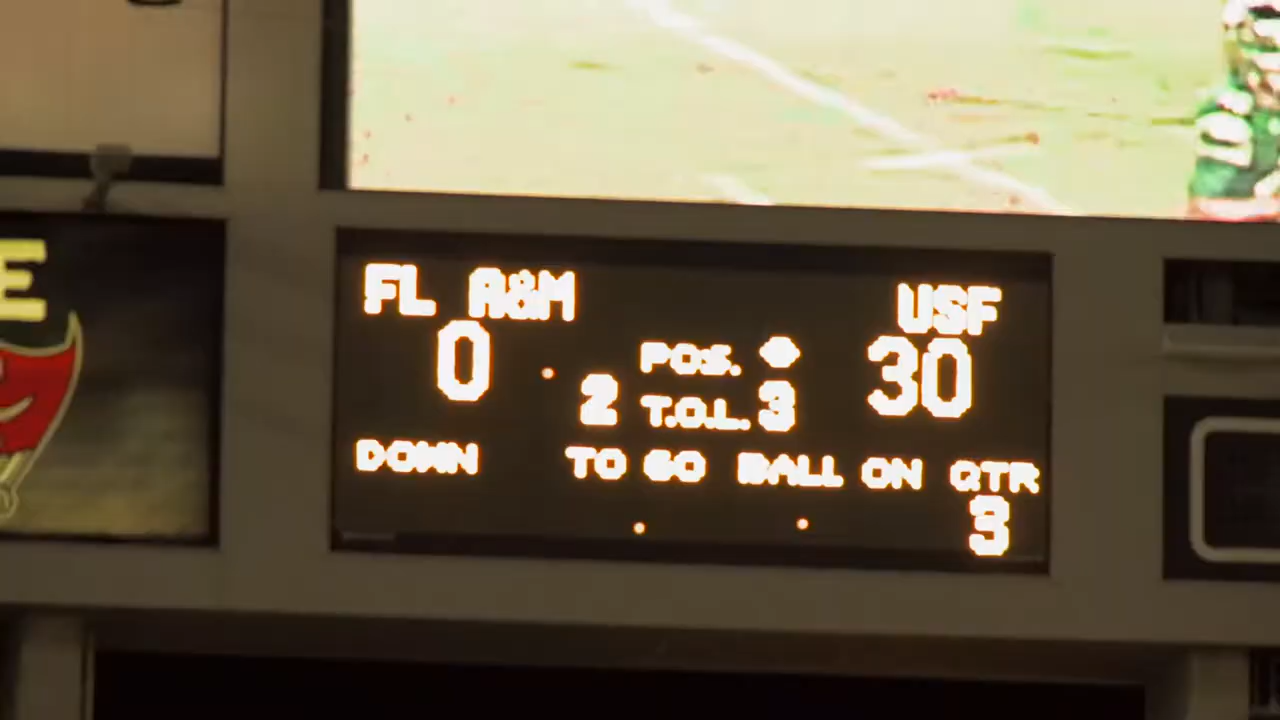 E
FL A&M USF
0 POS. 30
2 T.O.L. 3
DOWN TO GO BALL ON QTR
3